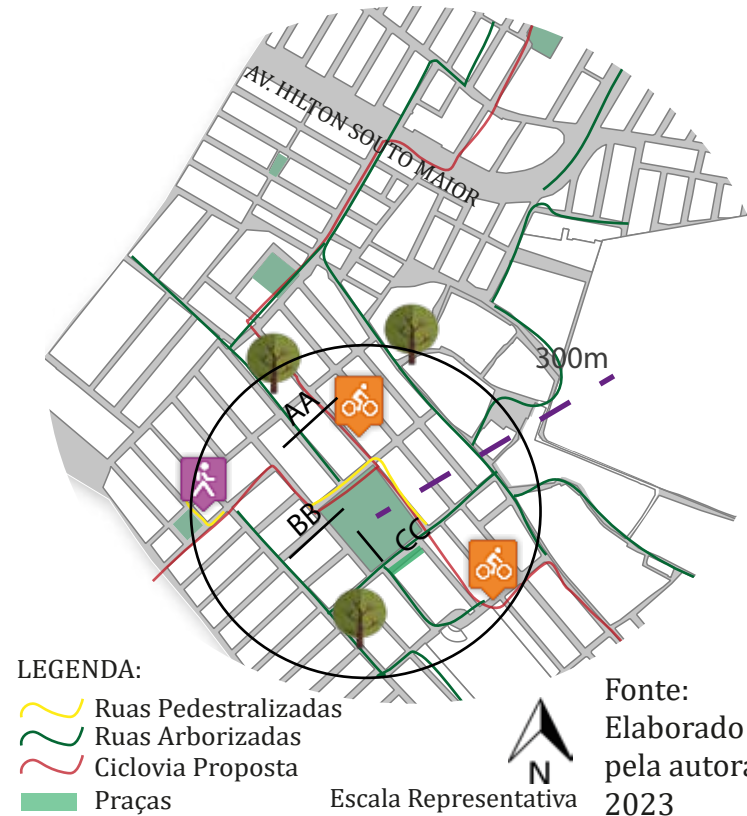 AV. HILTON SOUTO MAIOR
300m
AA
BB
CC
LEGENDA:
Ruas Pedestralizadas
Ruas Arborizadas
Ciclovia Proposta
Praças
N
Escala Representativa
Fonte:
Elaborado
pela autora
2023